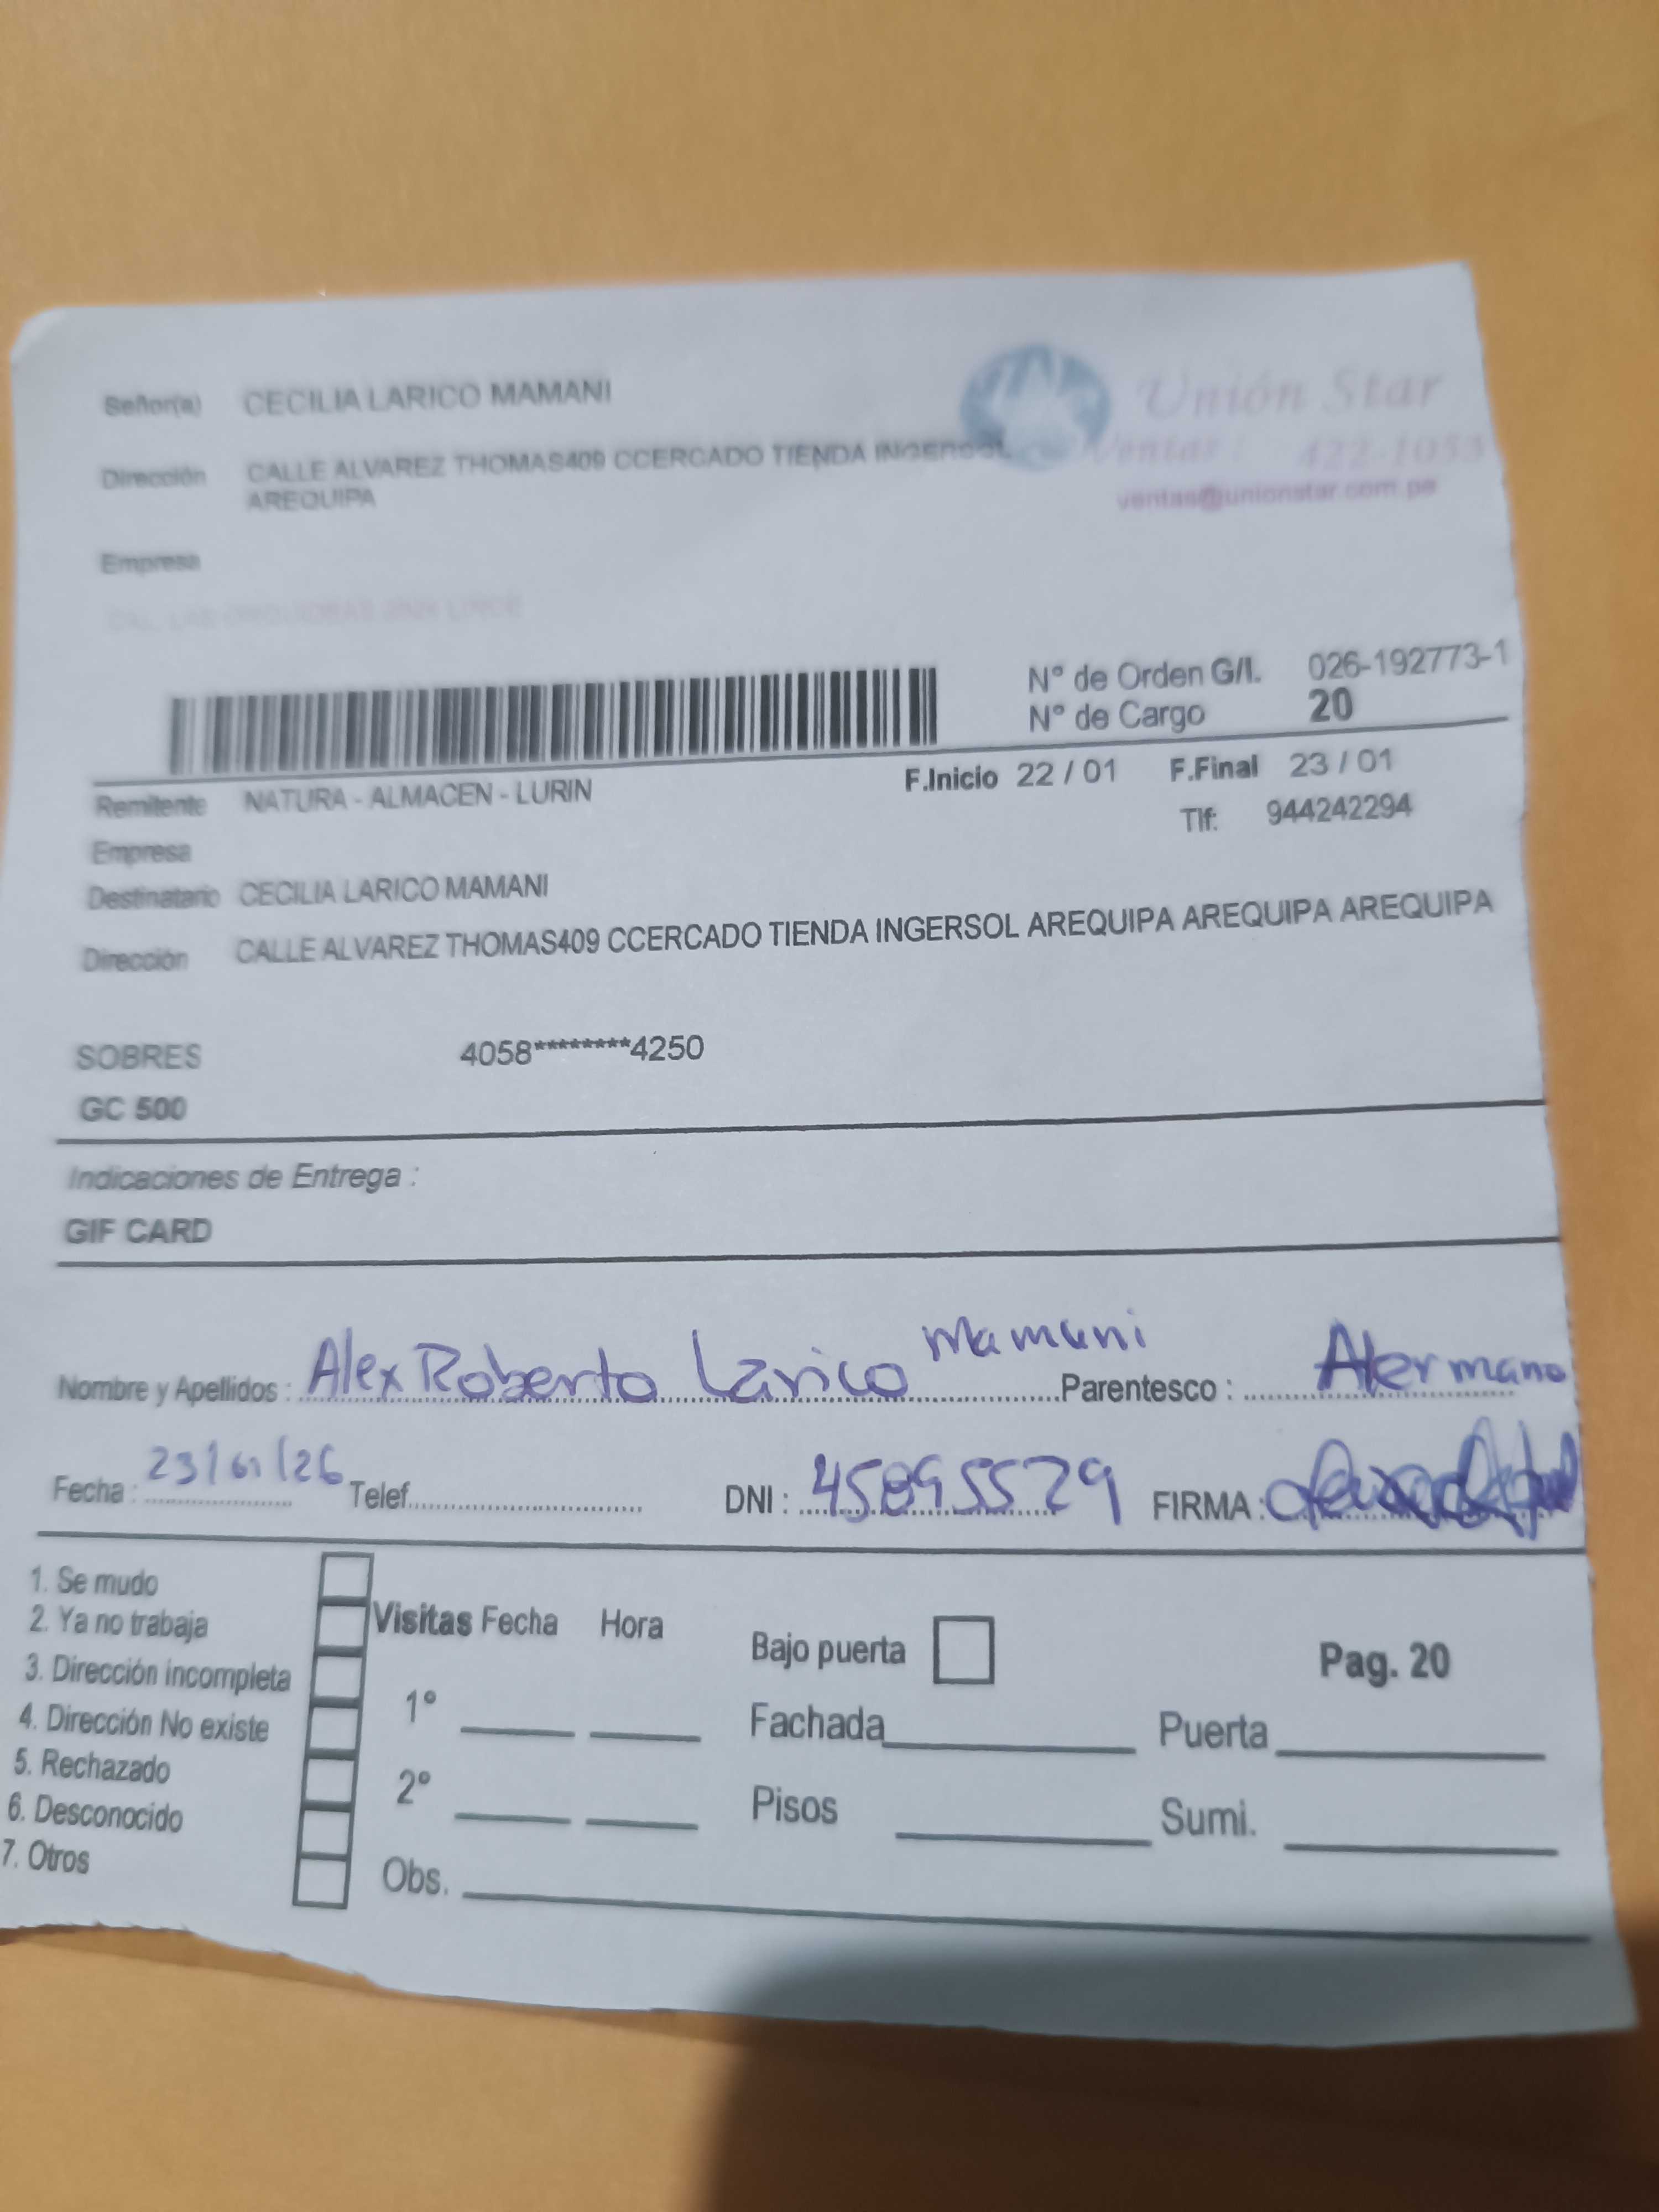 Señor(a) CECILIA LARICO MAMANI
Unión Star
Dirección CALLE ALVAREZ THOMAS409 CCERCADO TIENDA INGERSOL
AREQUIPA
Ventas: 422-1053
ventas@unionstar.com.pe
Empresa
N° de Orden G/I. 026-192773-1
N° de Cargo 20
F.Inicio 22 / 01 F.Final 23 / 01
Remitente NATURA - ALMACEN - LURIN
Tlf: 944242294
Empresa
Destinatario CECILIA LARICO MAMANI
Dirección CALLE ALVAREZ THOMAS409 CCERCADO TIENDA INGERSOL AREQUIPA AREQUIPA AREQUIPA
SOBRES 4058********4250
GC 500
Indicaciones de Entrega :
GIF CARD
Nombre y Apellidos : Alex Roberto Larico Mamani Parentesco : Hermano
Fecha : 23/01/26 Telef. DNI : 45895529 FIRMA :
1. Se mudo
2. Ya no trabaja
3. Dirección incompleta
4. Dirección No existe
5. Rechazado
6. Desconocido
7. Otros
Visitas Fecha Hora
1°
2°
Obs.
Bajo puerta Pag. 20
Fachada Puerta
Pisos Sumi.